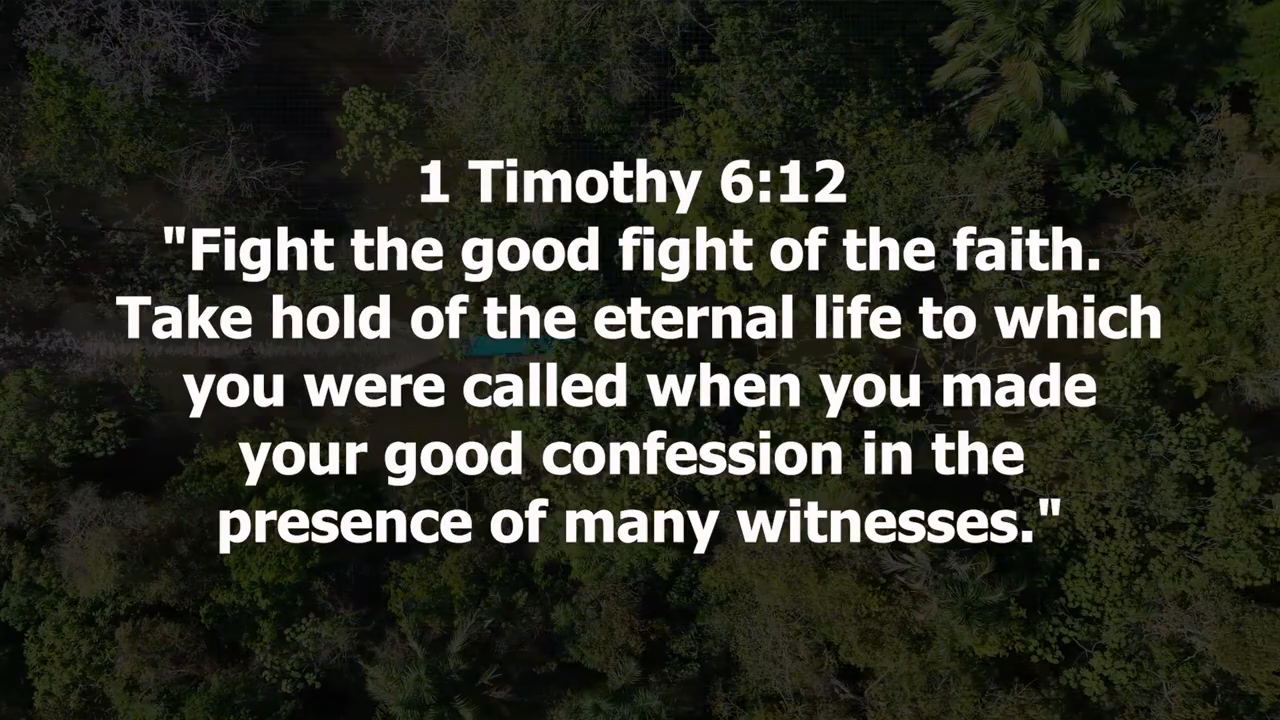 1 Timothy 6:12
"Fight the good fight of the faith.
Take hold of the eternal life to which
you were called when you made
your good confession in the
presence of many witnesses."